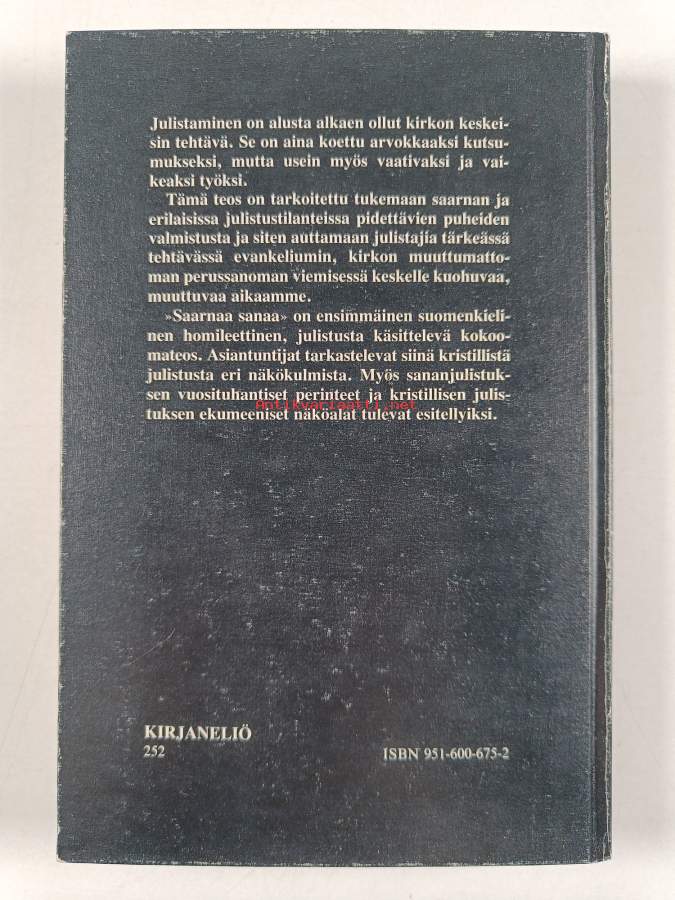 Julistaminen on alusta alkaen ollut kirkon keskei-
sin tehtävä. Se on aina koettu arvokkaaksi kutsu-
mukseksi, mutta usein myös vaativaksi ja vai-
keaksi työksi.
Tämä teos on tarkoitettu tukemaan saarnan ja
erilaisissa julistustilanteissa pidettävien puheiden
valmistusta ja siten auttamaan julistajia tärkeässä
tehtävässä evankeliumin, kirkon muuttumatto-
man perussanoman viemisessä keskelle kuohuvaa,
muuttuvaa aikaamme.
»Saarnaa sanaa» on ensimmäinen suomenkieli-
nen homileettinen, julistusta käsittelevä kokoo-
mateos. Asiantuntijat tarkastelevat siinä kristillistä
julistusta eri näkökulmista. Myös sananjulistuk-
sen vuosituhantiset perinteet ja kristillisen julis-
tuksen ekumeeniset näköalat tulevat esitellyiksi.
Antikvariaatti.net
KIRJANELIÖ
252
ISBN 951-600-675-2